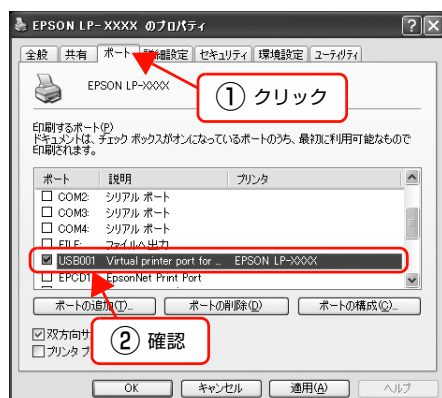 EPSON LP-XXXX のプロパティ
全般 共有 ポート 詳細設定 セキュリティ 環境設定 ユーティリティ
EPSON LP-XXXX
① クリック
印刷するポート(P)
ドキュメントは、チェック ボックスがオンになっているポートのうち、最初に利用可能なもので
印刷されます。
ポート 説明 プリンタ
COM2: シリアル ポート
COM3: シリアル ポート
COM4: シリアル ポート
FILE: ファイルへ出力
USB001 Virtual printer port for ... EPSON LP-XXXX
EPCD1 EpsonNet Print Port
ポートの追加(T)... ポートの削除(D) ポートの構成(C)...
双方向サ
② 確認
プリンタ プ
OK キャンセル 適用(A) ヘルプ